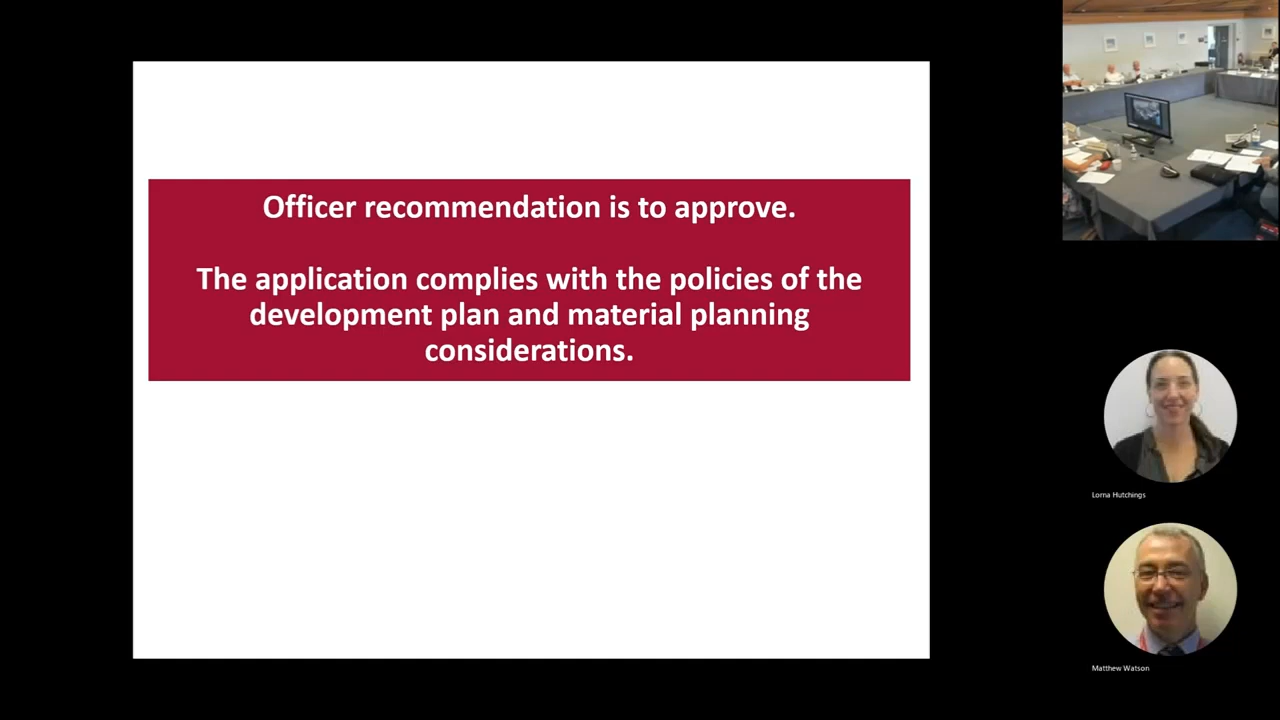 Officer recommendation is to approve.
The application complies with the policies of the
development plan and material planning
considerations.
Lorna Hutchings
Matthew Watson